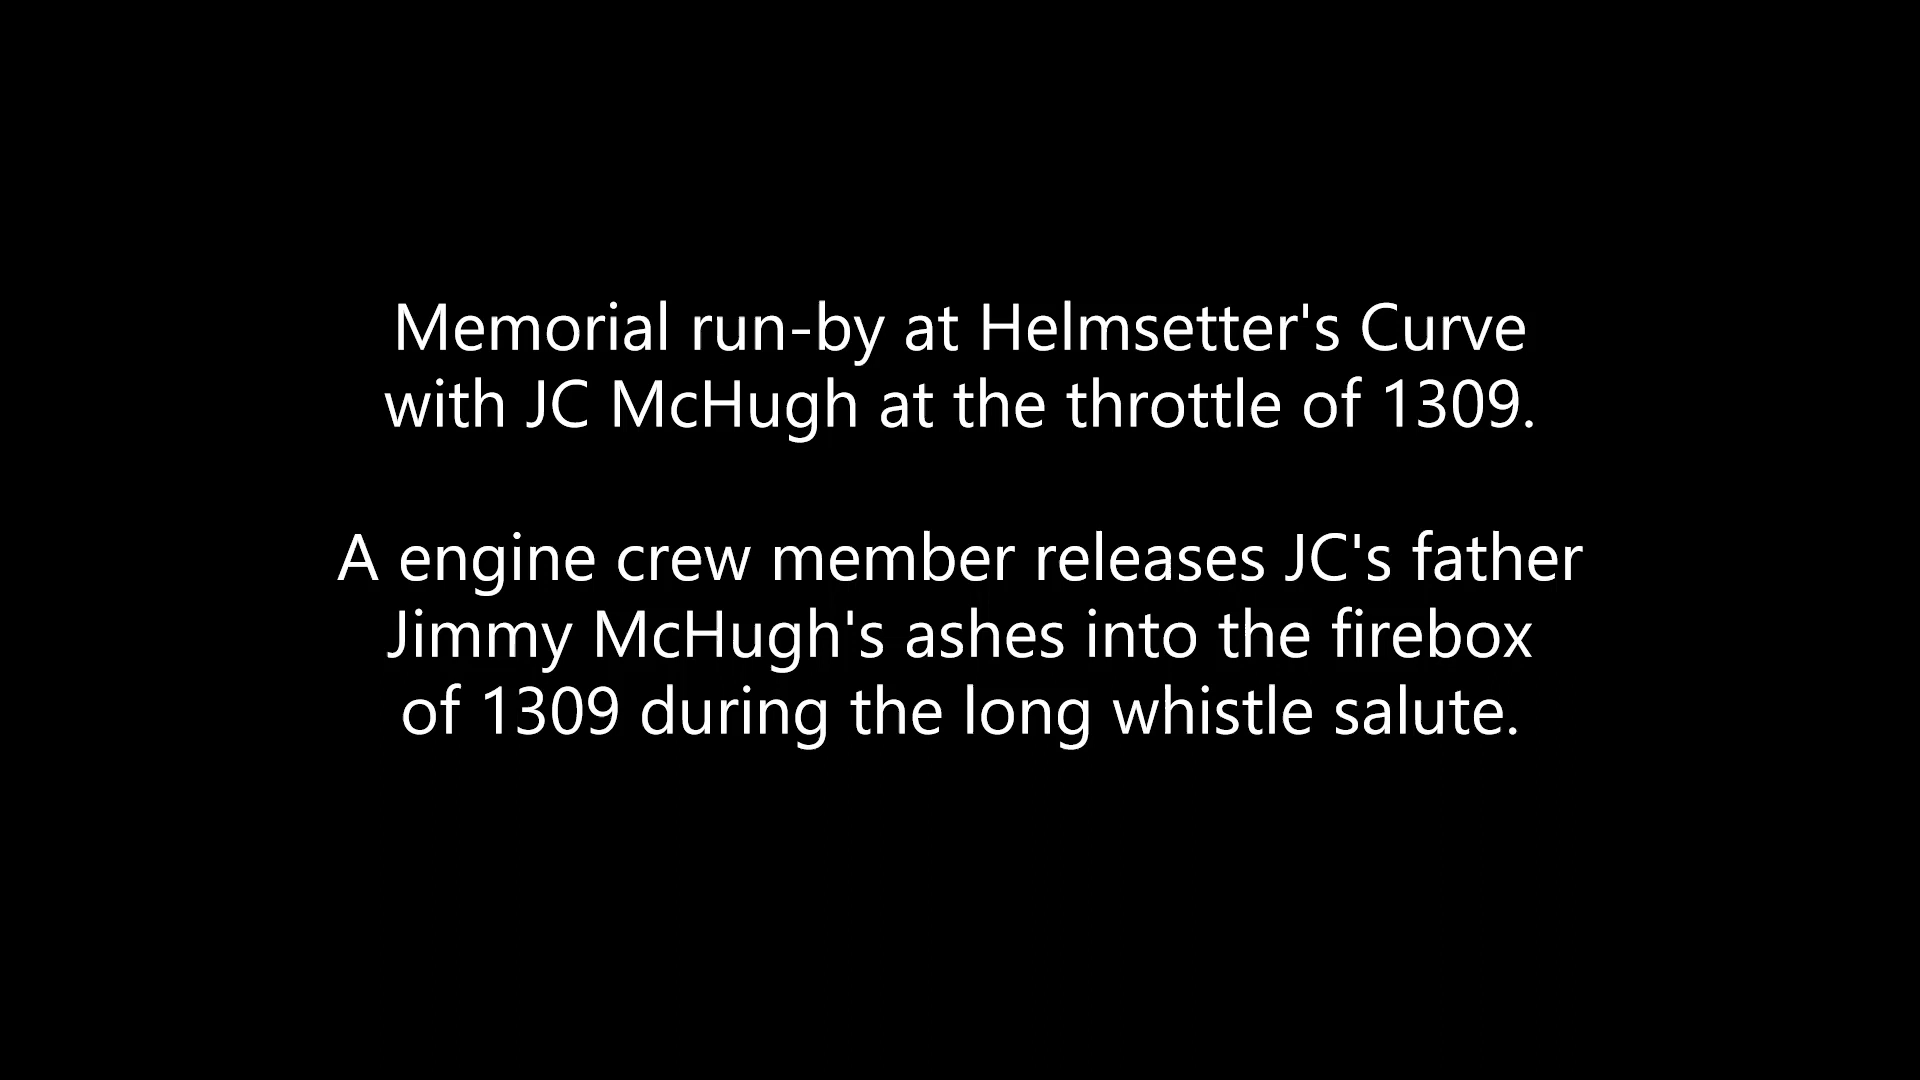 Memorial run-by at Helmsetter's Curve
with JC McHugh at the throttle of 1309.
A engine crew member releases JC's father
Jimmy McHugh's ashes into the firebox
of 1309 during the long whistle salute.